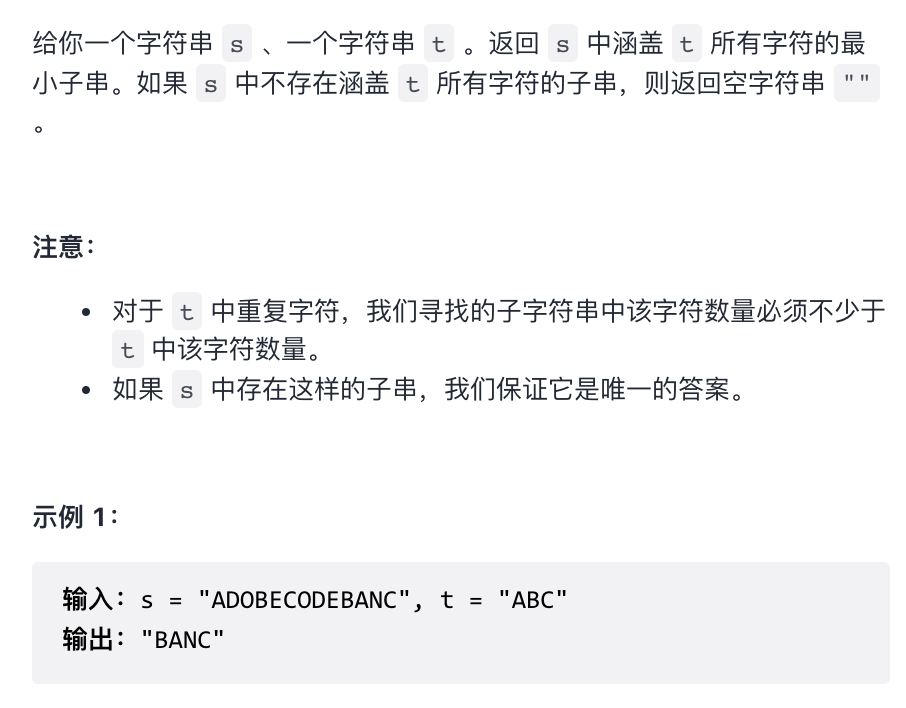 给你一个字符串 s 、一个字符串 t 。返回 s 中涵盖 t 所有字符的最
小子串。如果 s 中不存在涵盖 t 所有字符的子串，则返回空字符串 ""
。
注意：
• 对于 t 中重复字符，我们寻找的子字符串中该字符数量必须不少于
t 中该字符数量。
• 如果 s 中存在这样的子串，我们保证它是唯一的答案。
示例 1：
输入：s = "ADOBECODEBANC", t = "ABC"
输出："BANC"